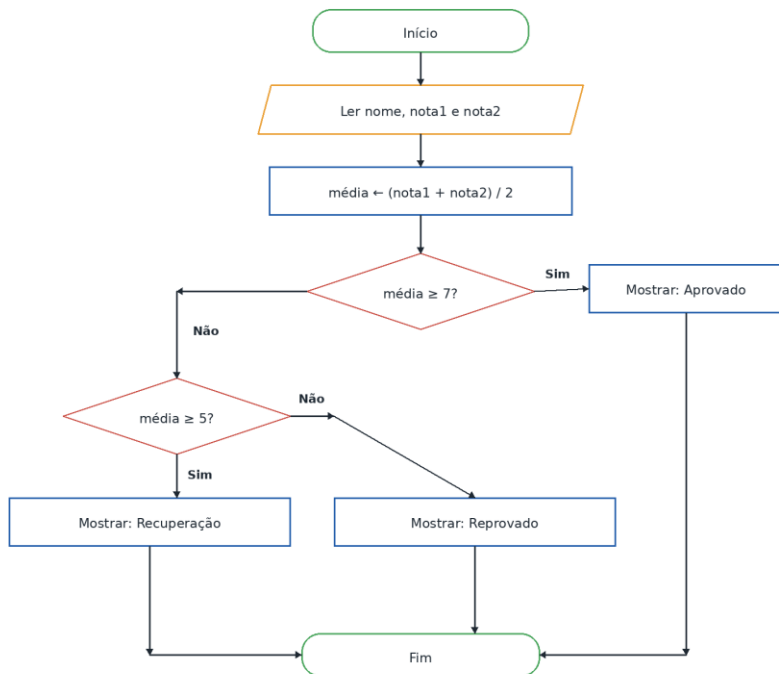 Início
Ler nome, nota1 e nota2
média ← (nota1 + nota2) / 2
média ≥ 7?
Sim
Mostrar: Aprovado
Não
média ≥ 5?
Não
Sim
Mostrar: Recuperação
Mostrar: Reprovado
Fim